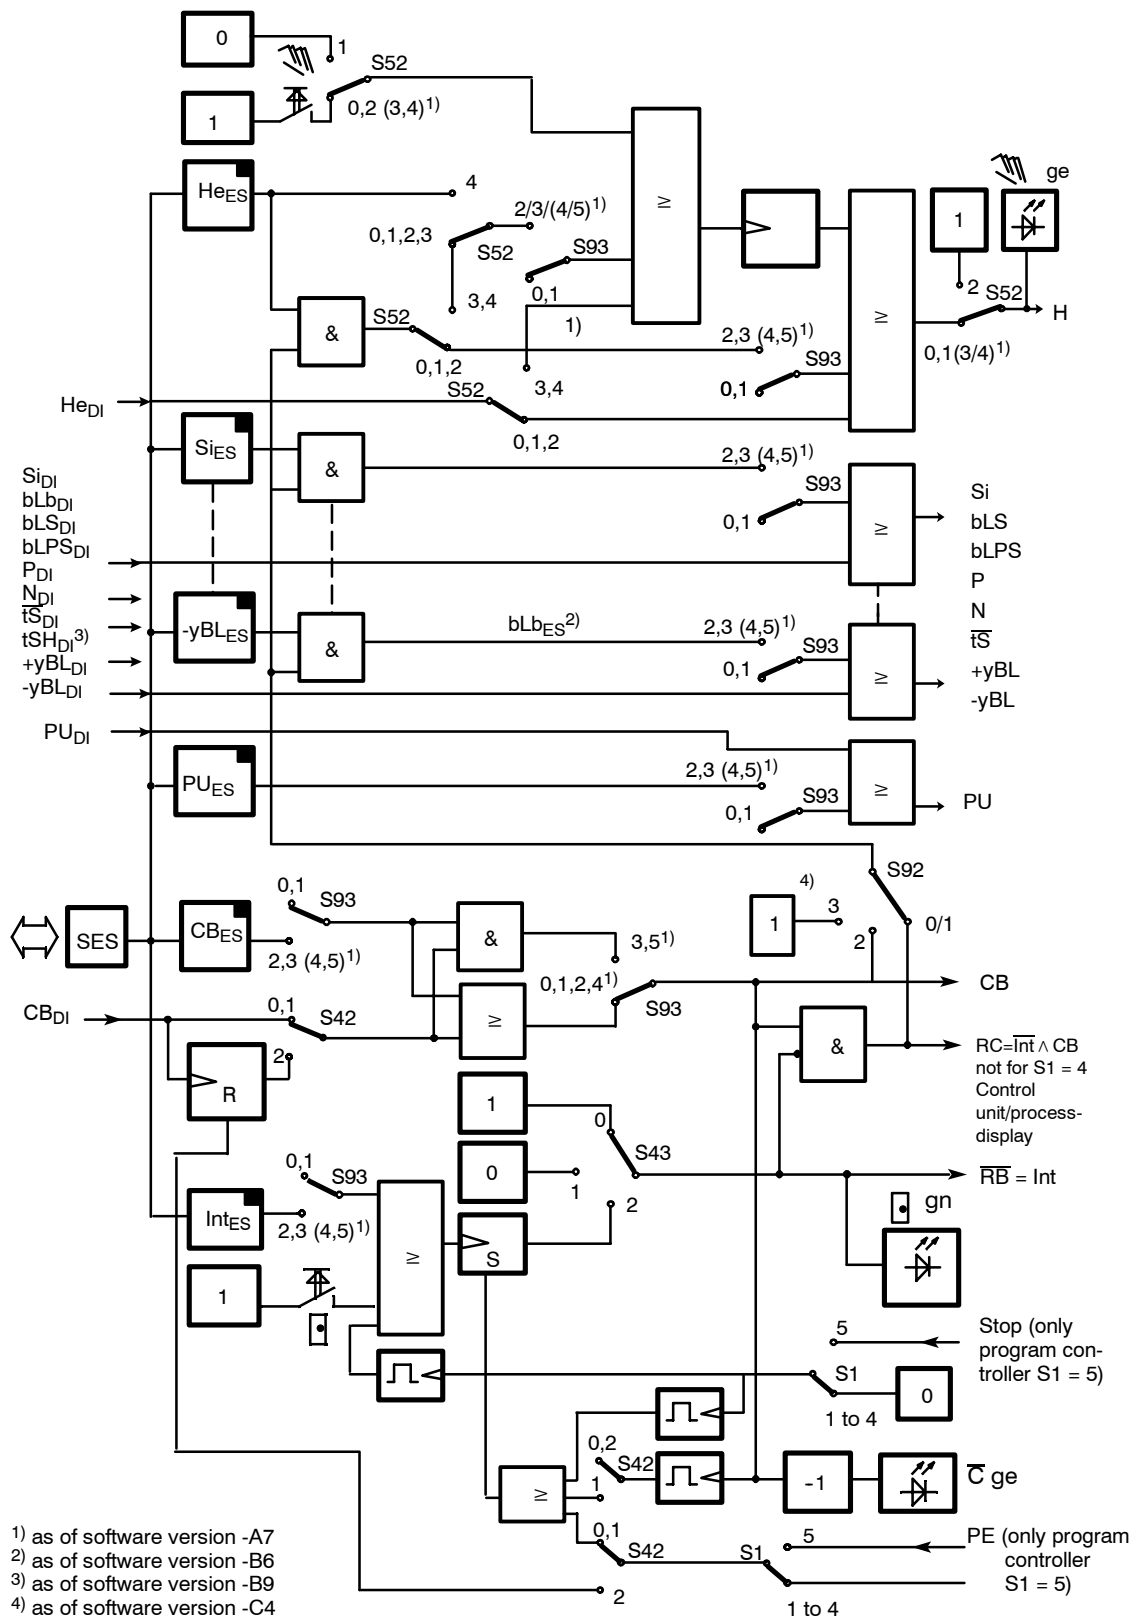 0
1
S52
1
0,2 (3,4)1)
HeES
4
2/3/(4/5)1)
0,1,2,3
S52
S93
0,1
3,4
1)
≥
1
ge
2
S52
H
0,1(3/4)1)
≥
&
S52
0,1,2
2,3 (4,5)1)
S93
0,1
3,4
HeDI
S52
0,1,2
SiES
&
2,3 (4,5)1)
S93
0,1
≥
SiDI
bLbDI
bLSDI
bLPSDI
PDI
NDI
t̅S̅DI
tSHDI3)
+yBLDI
-yBLDI
Si
bLS
bLPS
P
N
t̅S̅
+yBL
-yBL
-yBLES
&
bLbES2)
2,3 (4,5)1)
S93
0,1
≥
PUDI
PUES
2,3 (4,5)1)
S93
0,1
≥
PU
S92
4)
1
3
2
0/1
SES
0,1
S93
CBES
2,3 (4,5)1)
&
3,51)
0,1,2,41)
S93
CB
CBDI
0,1
S42
≥
2
R
&
RC=I̅n̅t̅ ∧ CB
not for S1 = 4
Control
unit/process-
display
1
0
0
S43
1
2
R̅B̅ = Int
gn
0,1
S93
IntES
2,3 (4,5)1)
≥
S
1
Stop (only
program con-
troller S1 = 5)
5
S1
0
1 to 4
0,2
S42
1
≥
-1
C̅ ge
0,1
S42
2
S1
5
1 to 4
PE (only program
controller
S1 = 5)
1) as of software version -A7
2) as of software version -B6
3) as of software version -B9
4) as of software version -C4